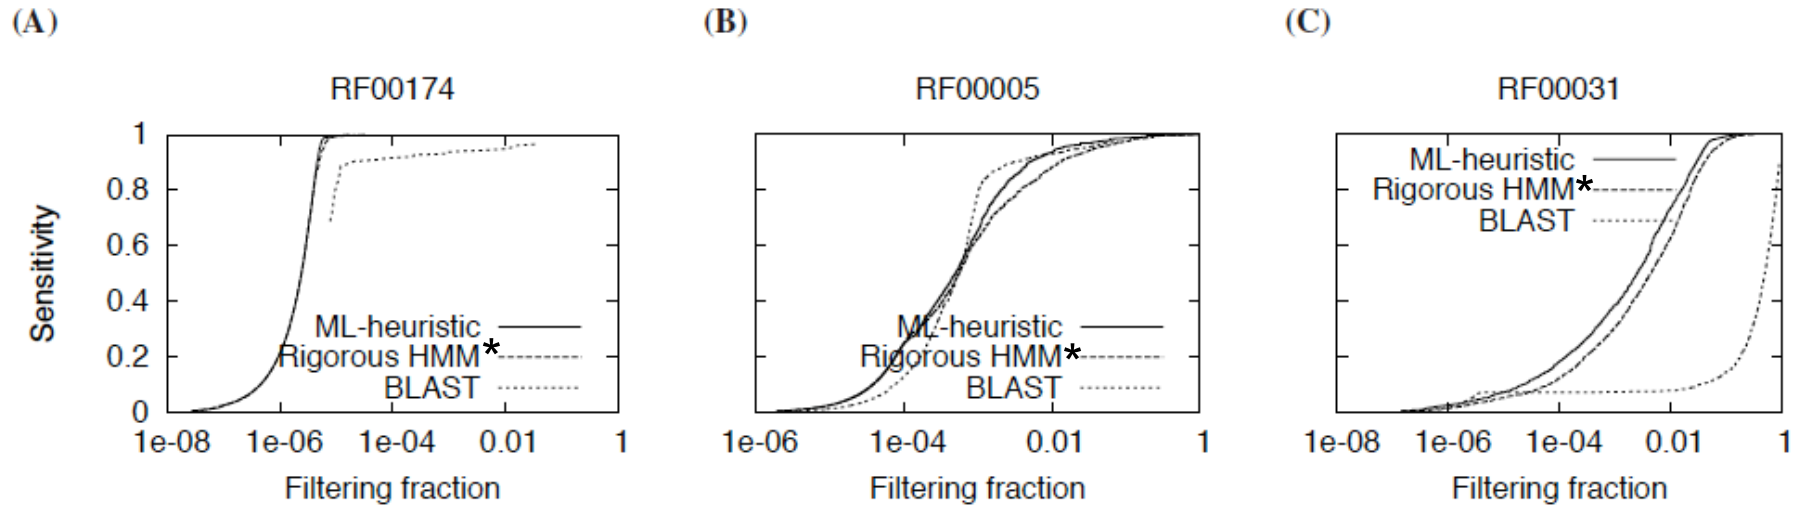 (A)
RF00174
Sensitivity
1
0.8
0.6
0.4
0.2
0
ML-heuristic
Rigorous HMM*
BLAST
1e-08 1e-06 1e-04 0.01 1
Filtering fraction
(B)
RF00005
ML-heuristic
Rigorous HMM*
BLAST
1e-06 1e-04 0.01 1
Filtering fraction
(C)
RF00031
ML-heuristic
Rigorous HMM*
BLAST
1e-08 1e-06 1e-04 0.01 1
Filtering fraction